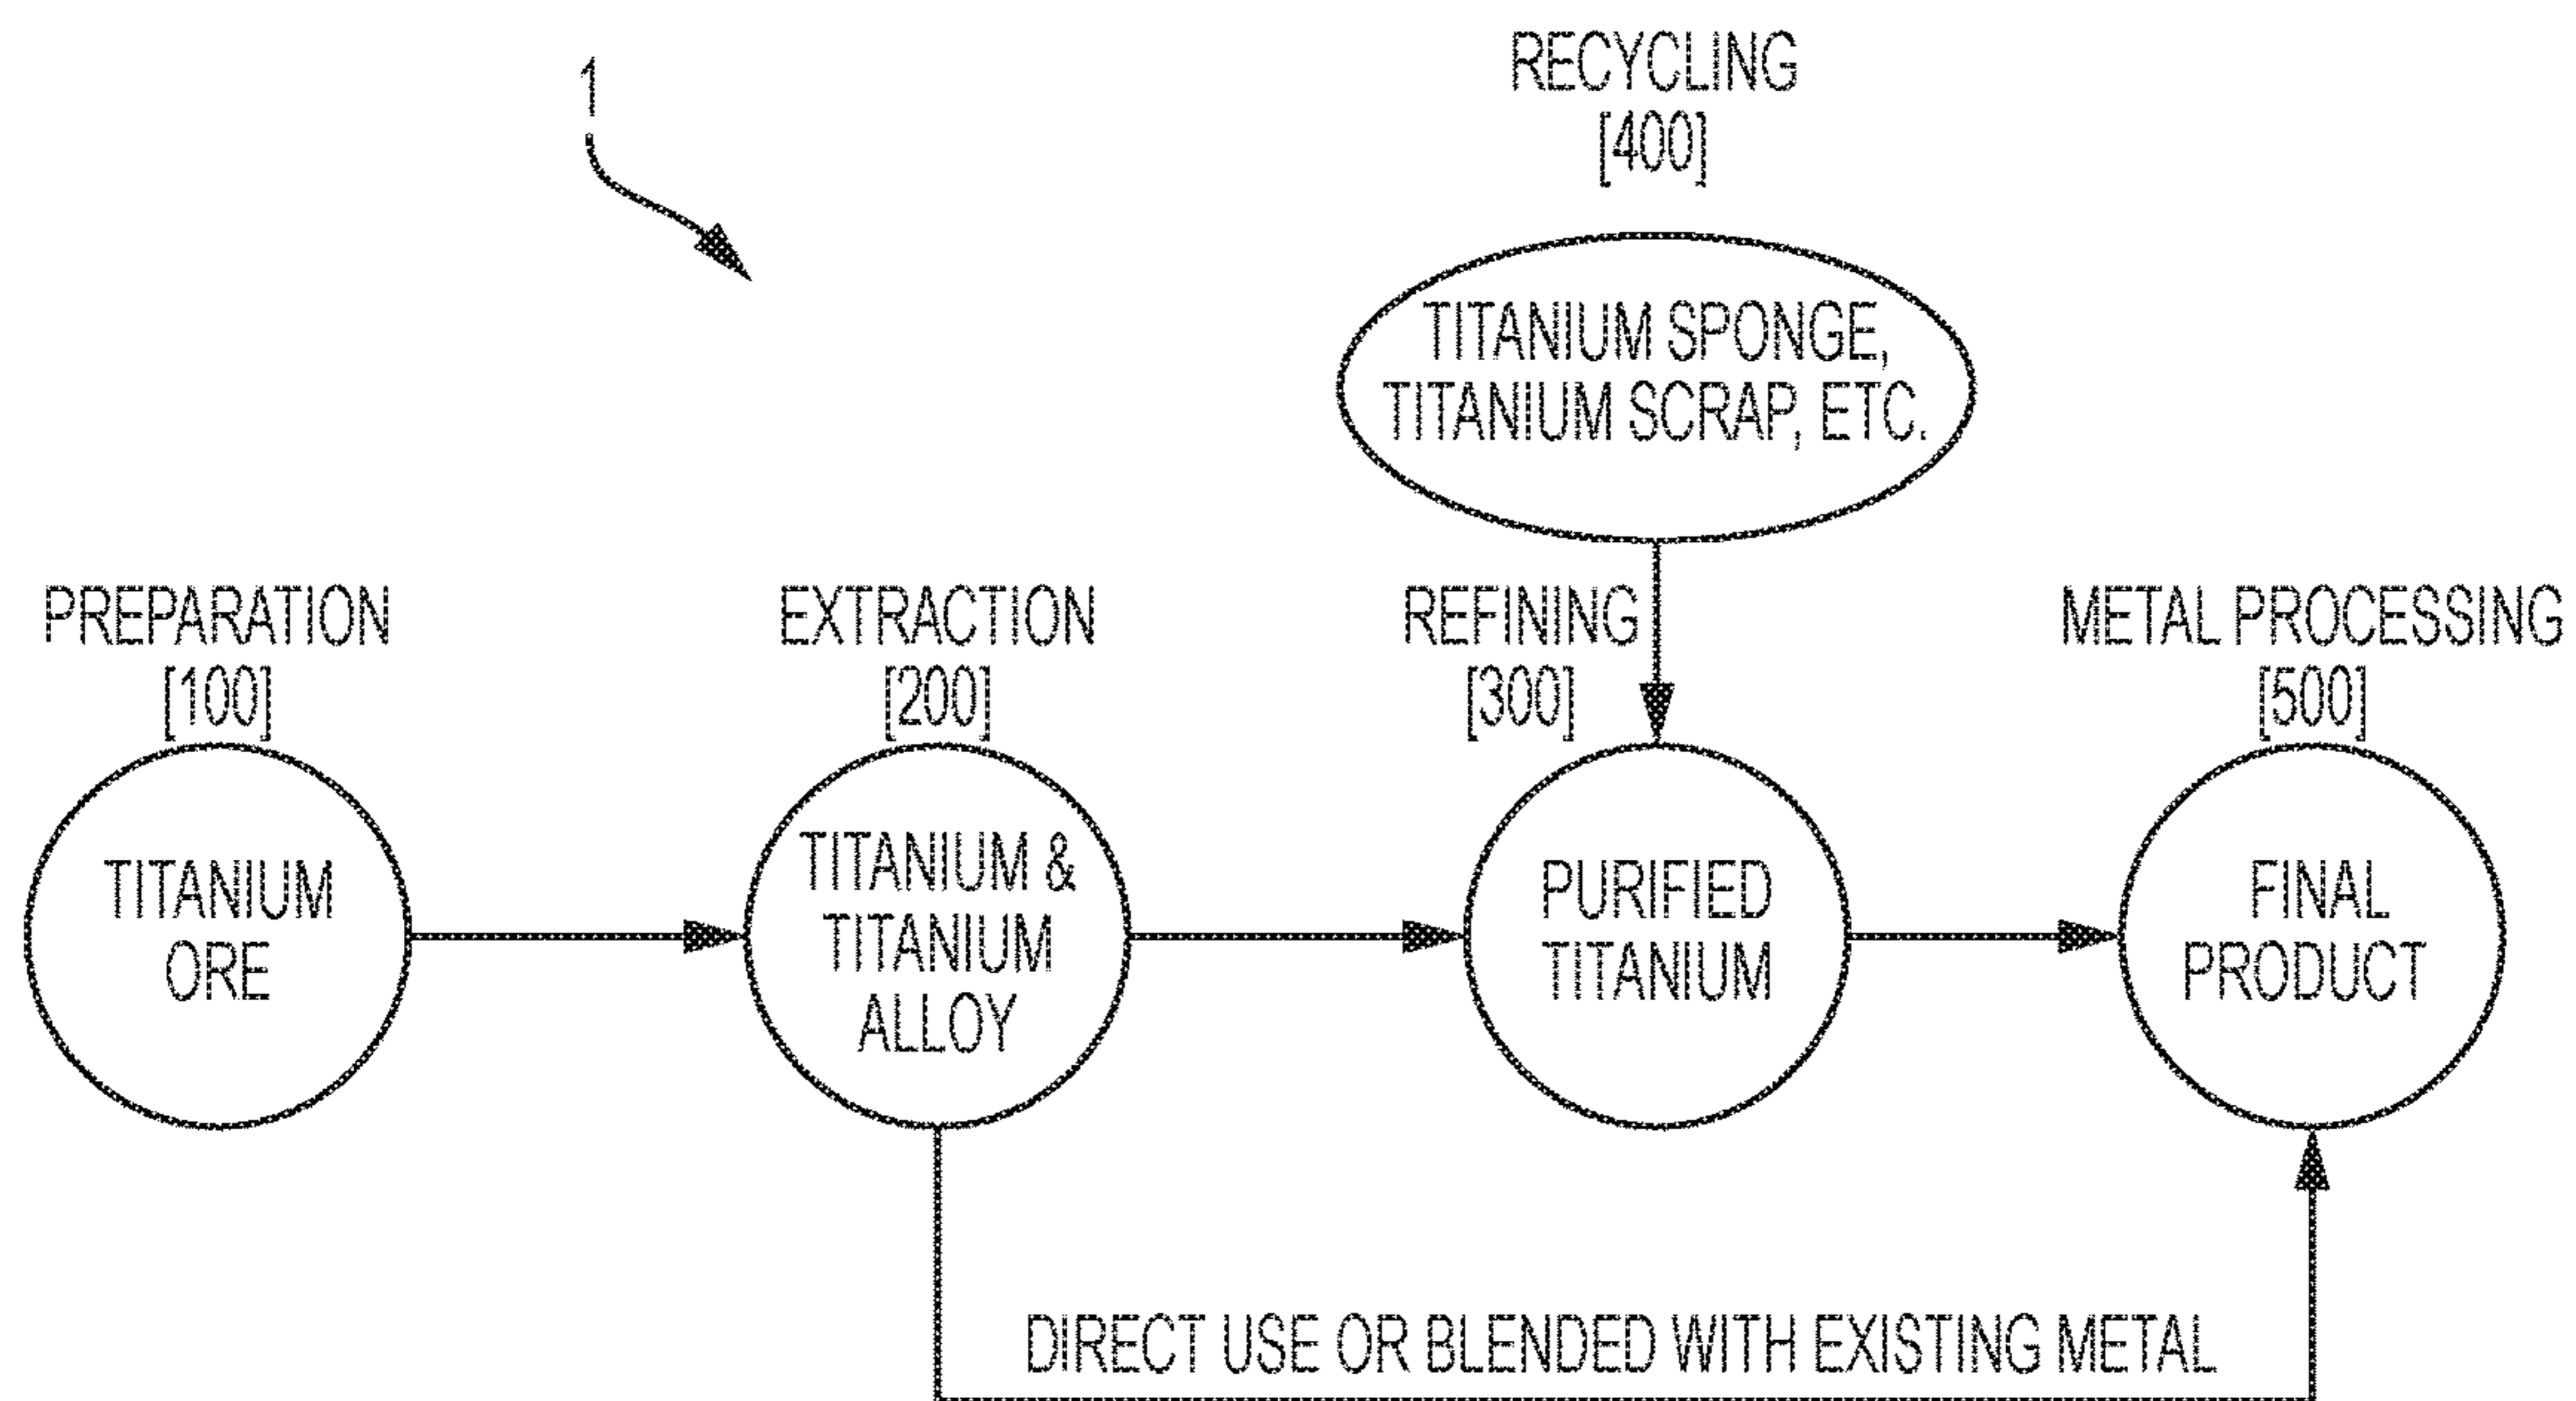 1
RECYCLING
[400]
TITANIUM SPONGE,
TITANIUM SCRAP, ETC.
PREPARATION
[100]
TITANIUM
ORE
EXTRACTION
[200]
TITANIUM &
TITANIUM
ALLOY
REFINING
[300]
PURIFIED
TITANIUM
METAL PROCESSING
[500]
FINAL
PRODUCT
DIRECT USE OR BLENDED WITH EXISTING METAL